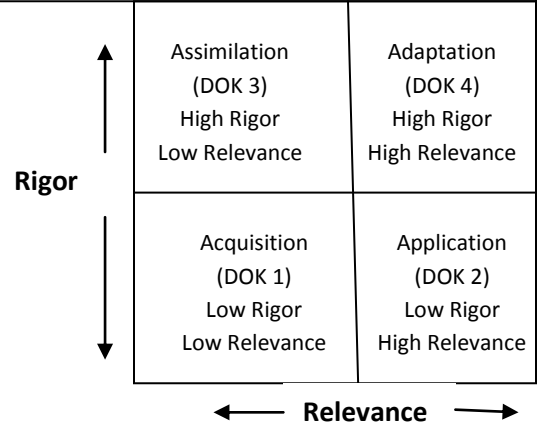 Assimilation
(DOK 3)
High Rigor
Low Relevance
Adaptation
(DOK 4)
High Rigor
High Relevance
Rigor
Acquisition
(DOK 1)
Low Rigor
Low Relevance
Application
(DOK 2)
Low Rigor
High Relevance
Relevance